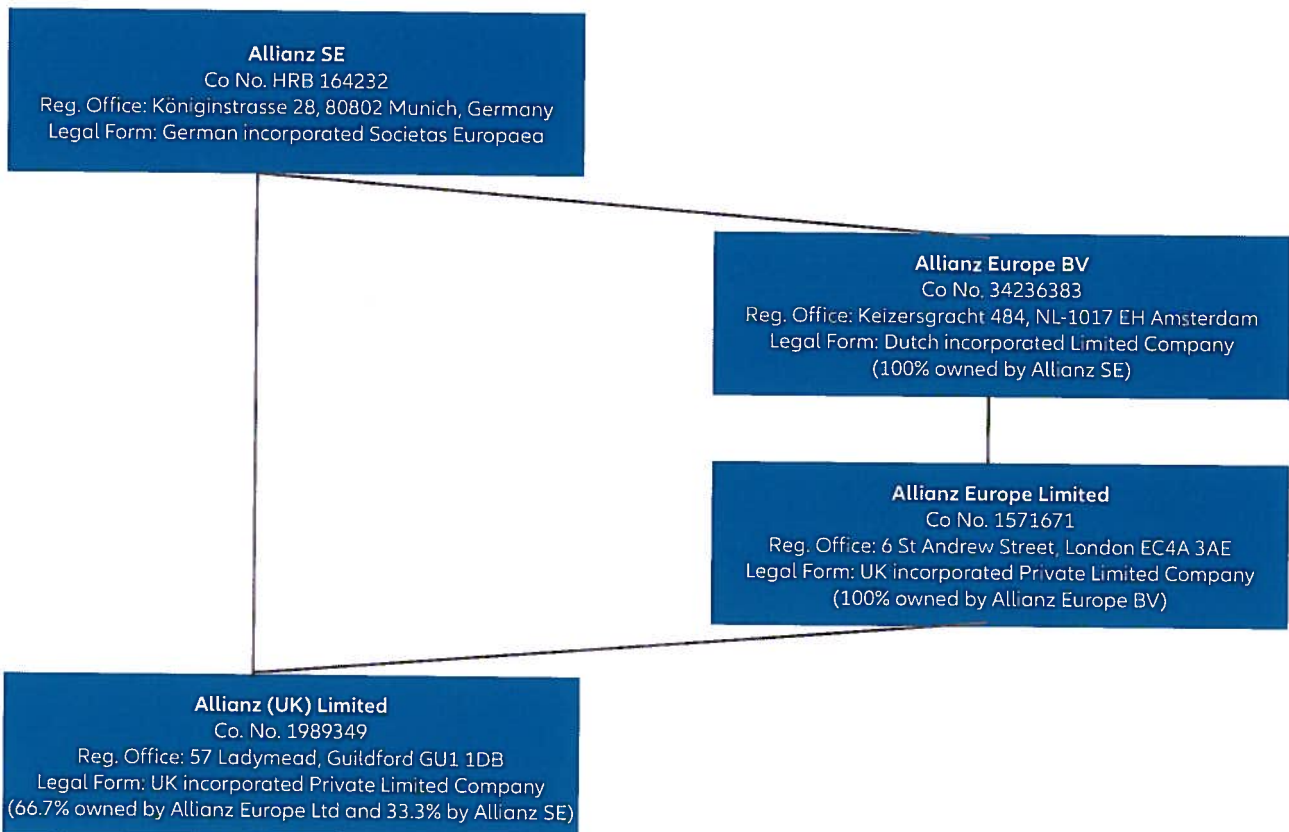 Allianz SE
Co No. HRB 164232
Reg. Office: Königinstrasse 28, 80802 Munich, Germany
Legal Form: German incorporated Societas Europaea
Allianz Europe BV
Co No. 34236383
Reg. Office: Keizersgracht 484, NL-1017 EH Amsterdam
Legal Form: Dutch incorporated Limited Company
(100% owned by Allianz SE)
Allianz Europe Limited
Co No. 1571671
Reg. Office: 6 St Andrew Street, London EC4A 3AE
Legal Form: UK incorporated Private Limited Company
(100% owned by Allianz Europe BV)
Allianz (UK) Limited
Co. No. 1989349
Reg. Office: 57 Ladymead, Guildford GU1 1DB
Legal Form: UK incorporated Private Limited Company
(66.7% owned by Allianz Europe Ltd and 33.3% by Allianz SE)